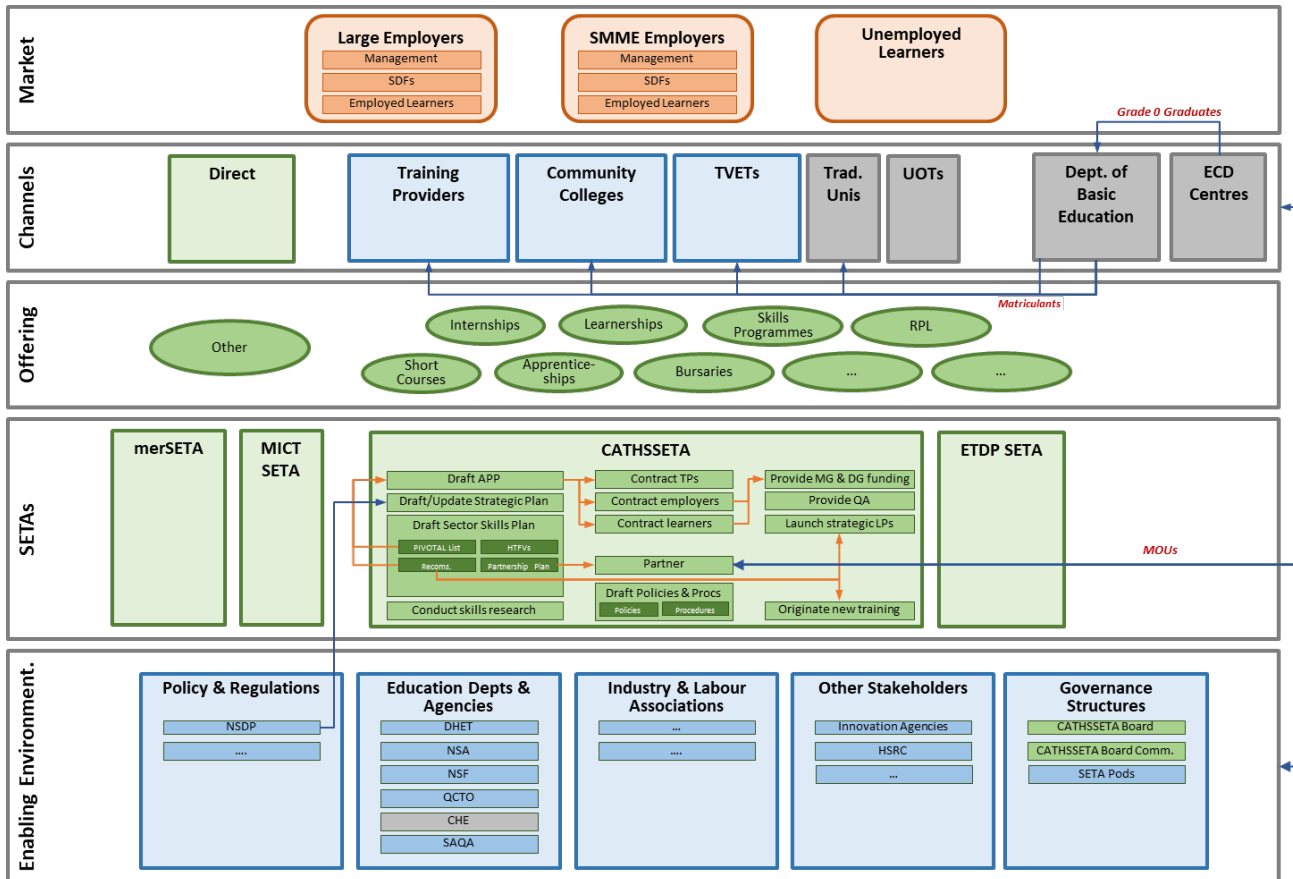 Market
Large Employers
Management
SDFs
Employed Learners
SMME Employers
Management
SDFs
Employed Learners
Unemployed
Learners
Grade 0 Graduates
Channels
Direct
Training
Providers
Community
Colleges
TVETs
Trad.
Unis
UOTs
Dept. of
Basic
Education
ECD
Centres
Matriculants
Offering
Other
Internships
Learnerships
Skills
Programmes
RPL
Short
Courses
Apprentice-
ships
Bursaries
...
...
SETAs
merSETA
MICT
SETA
CATHSSETA
Draft APP
Draft/Update Strategic Plan
Draft Sector Skills Plan
PIVOTAL List
HTFVs
Recoms.
Partnership Plan
Conduct skills research
Contract TPs
Contract employers
Contract learners
Partner
Draft Policies & Procs
Policies
Procedures
Provide MG & DG funding
Provide QA
Launch strategic LPs
Originate new training
ETDP SETA
MOUs
Enabling Environment.
Policy & Regulations
NSDP
....
Education Depts &
Agencies
DHET
NSA
NSF
QCTO
CHE
SAQA
Industry & Labour
Associations
...
....
Other Stakeholders
Innovation Agencies
HSRC
...
Governance
Structures
CATHSSETA Board
CATHSSETA Board Comm.
SETA Pods